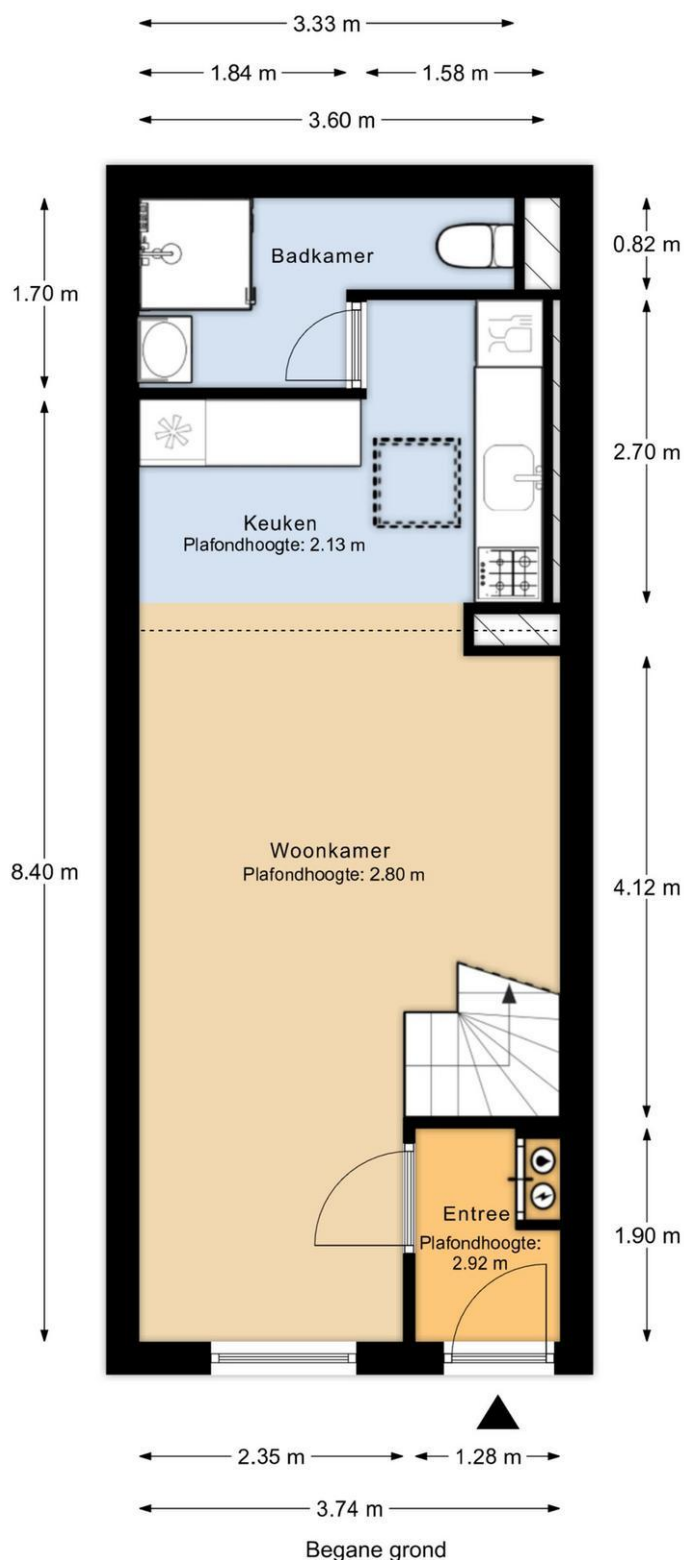 3.33 m
1.84 m
1.58 m
3.60 m
Badkamer
0.82 m
1.70 m
2.70 m
Keuken
Plafondhoogte: 2.13 m
Woonkamer
Plafondhoogte: 2.80 m
8.40 m
4.12 m
Entree
Plafondhoogte:
2.92 m
1.90 m
2.35 m
1.28 m
3.74 m
Begane grond